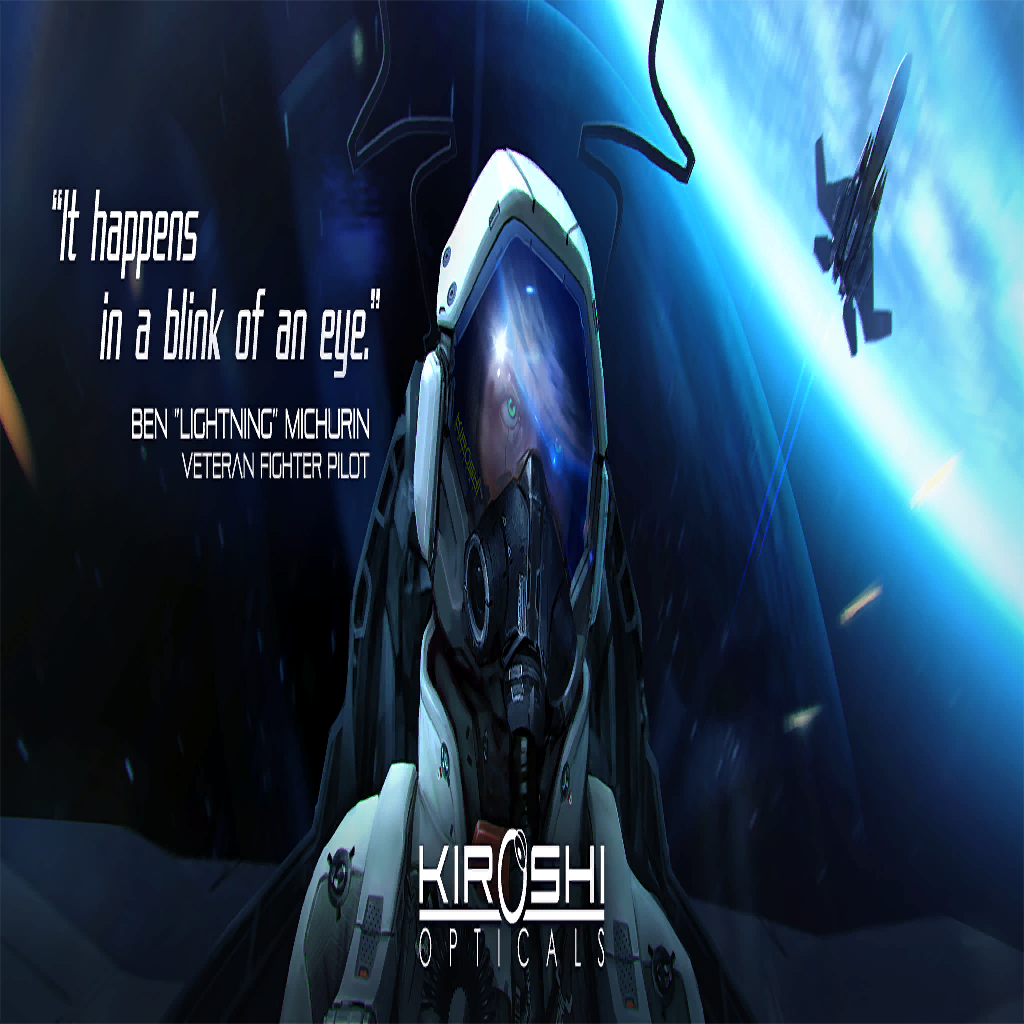 “It happens
in a blink of an eye.”
BEN "LIGHTNING" MICHURIN
VETERAN FIGHTER PILOT
KIROSHI
OPTICALS